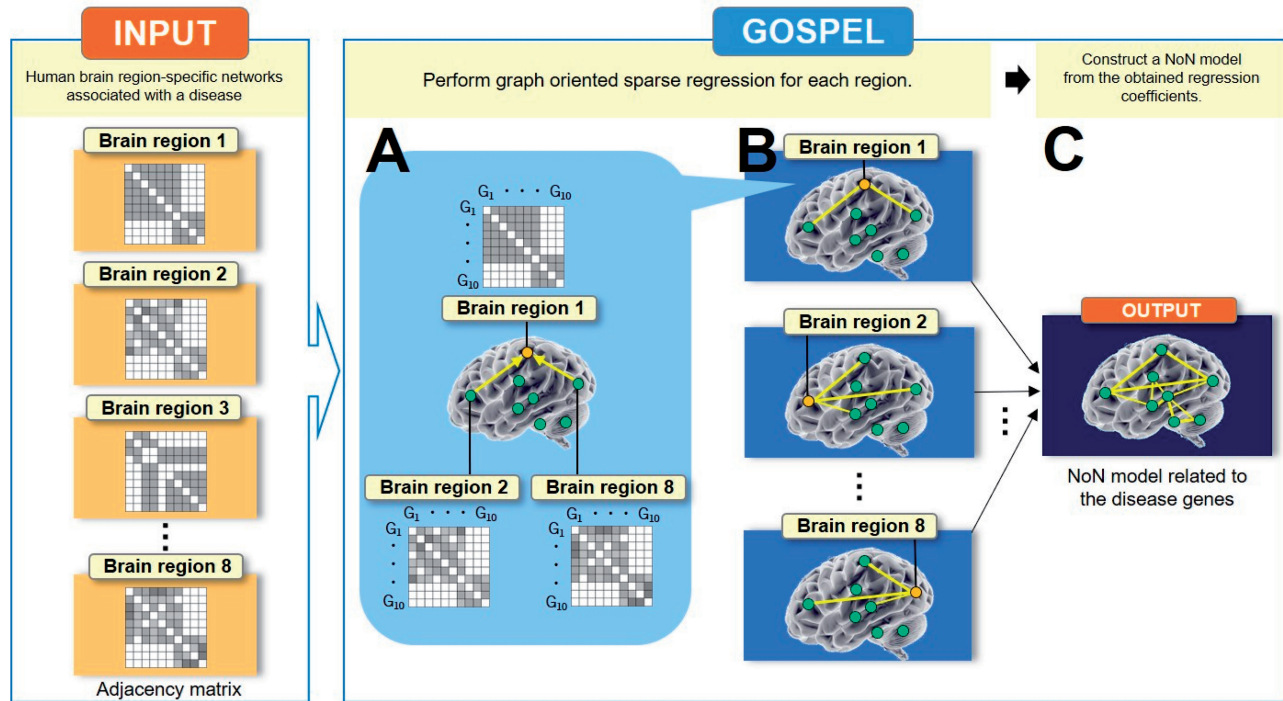 INPUT
Human brain region-specific networks
associated with a disease
Brain region 1
Brain region 2
Brain region 3
Brain region 8
Adjacency matrix
GOSPEL
Perform graph oriented sparse regression for each region.
Construct a NoN model
from the obtained regression
coefficients.
A
G1 · · · G10
G1
·
·
·
G10
Brain region 1
Brain region 2
G1 · · · G10
G1
·
·
·
G10
Brain region 8
G1 · · · G10
G1
·
·
·
G10
B
Brain region 1
Brain region 2
Brain region 8
C
OUTPUT
NoN model related to
the disease genes